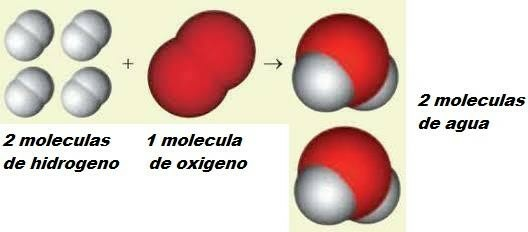 +
→
2 moleculas
de hidrogeno
1 molecula
de oxigeno
2 moleculas
de agua